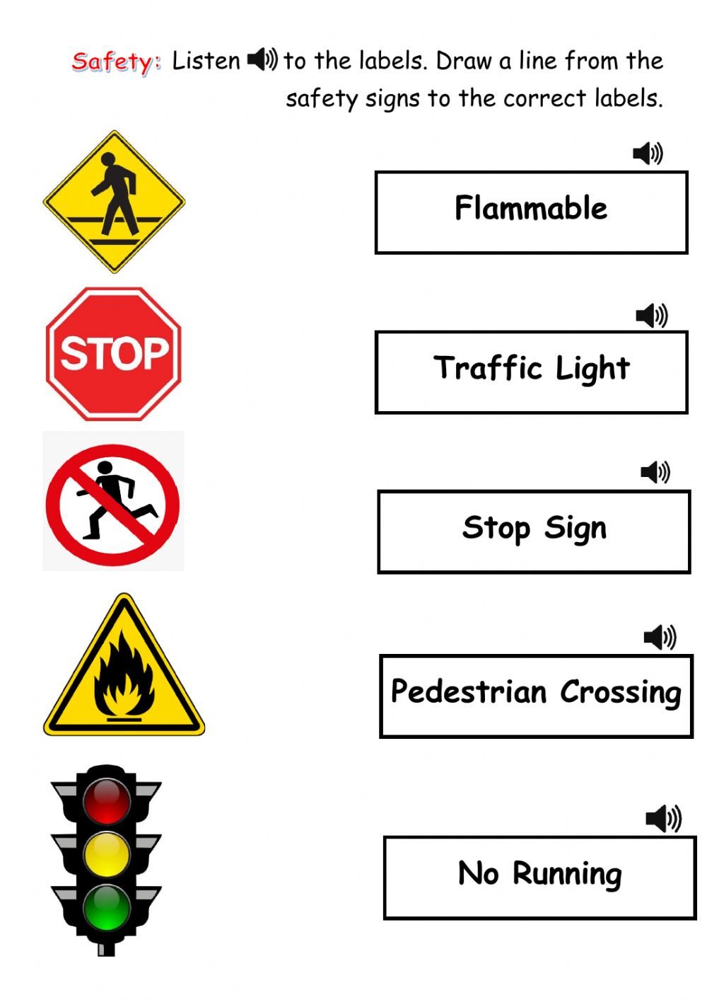 Safety: Listen to the labels. Draw a line from the
safety signs to the correct labels.
Flammable
STOP
Traffic Light
Stop Sign
Pedestrian Crossing
No Running